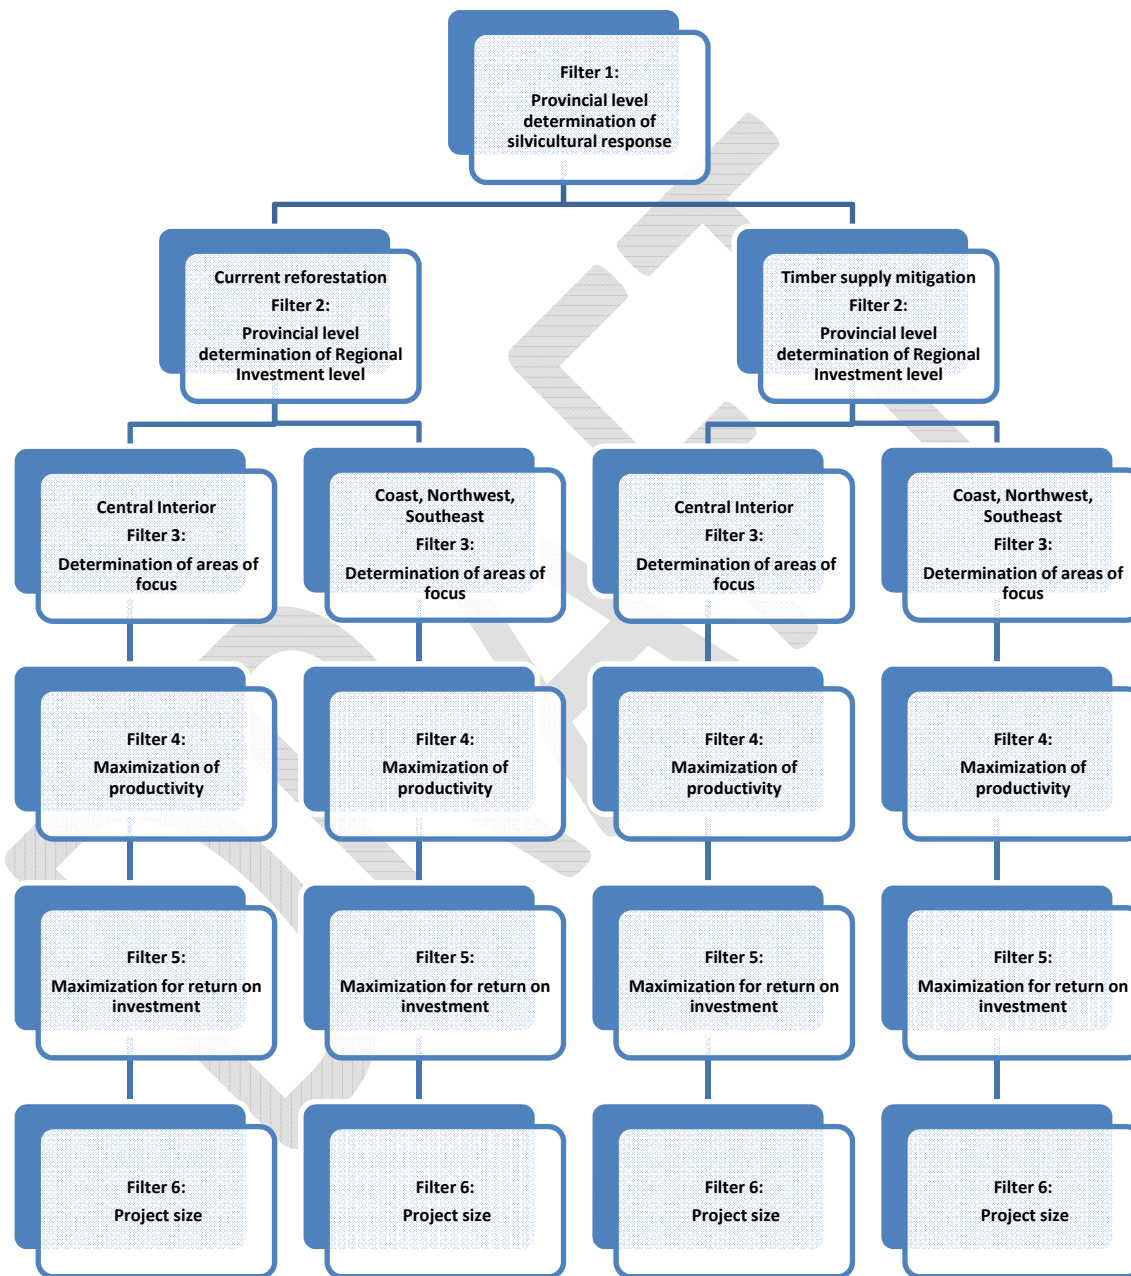 Filter 1:
Provincial level
determination of
silvicultural response
Currrent reforestation
Filter 2:
Provincial level
determination of Regional
Investment level
Timber supply mitigation
Filter 2:
Provincial level
determination of Regional
Investment level
Central Interior
Filter 3:
Determination of areas of
focus
Coast, Northwest,
Southeast
Filter 3:
Determination of areas of
focus
Central Interior
Filter 3:
Determination of areas of
focus
Coast, Northwest,
Southeast
Filter 3:
Determination of areas of
focus
Filter 4:
Maximization of
productivity
Filter 4:
Maximization of
productivity
Filter 4:
Maximization of
productivity
Filter 4:
Maximization of
productivity
Filter 5:
Maximization for return on
investment
Filter 5:
Maximization for return on
investment
Filter 5:
Maximization for return on
investment
Filter 5:
Maximization for return on
investment
Filter 6:
Project size
Filter 6:
Project size
Filter 6:
Project size
Filter 6:
Project size
DRAFT